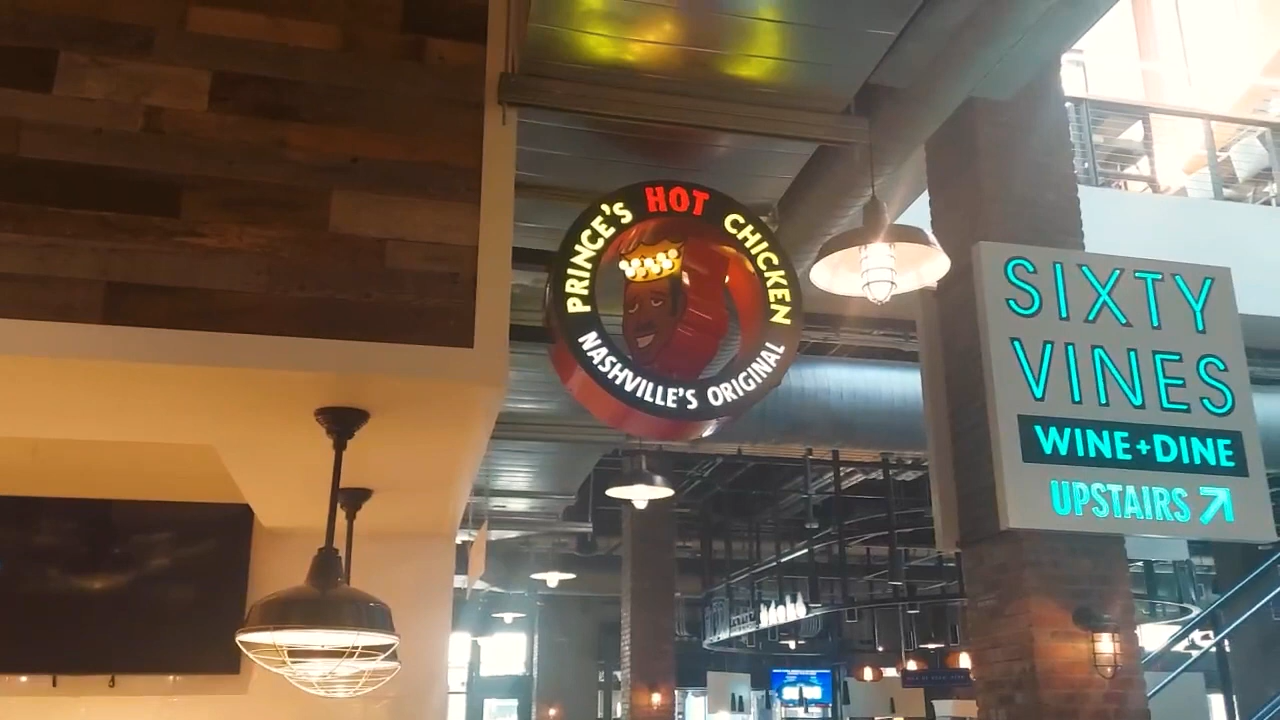 PRINCE'S HOT CHICKEN
NASHVILLE'S ORIGINAL
SIXTY
VINES
WINE+DINE
UPSTAIRS